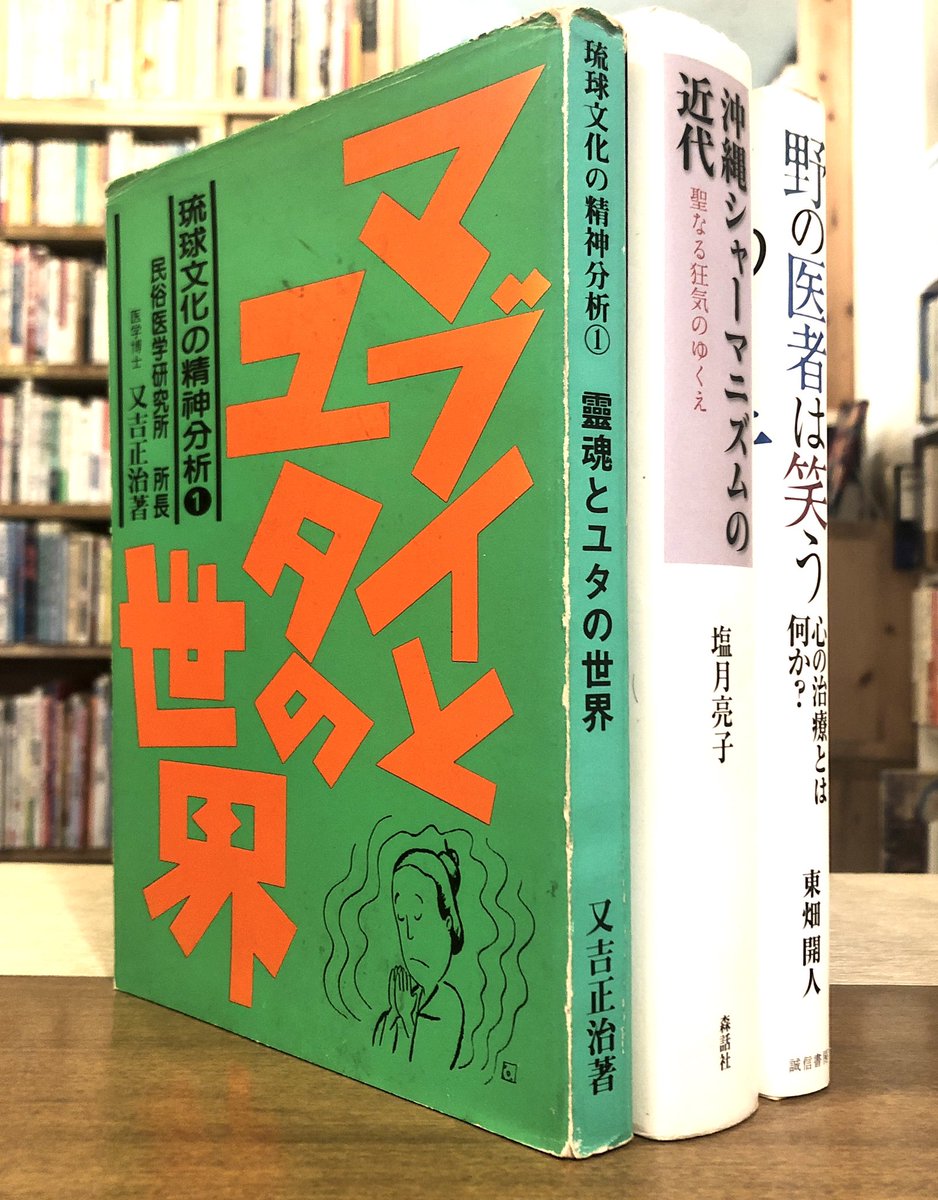 マブイと
ユタの
世界
琉球文化の精神分析❶
民俗医学研究所 所長
医学博士 又吉正治著
琉球文化の精神分析① 靈魂とユタの世界 又吉正治著
沖縄シャーマニズムの
近代
聖なる狂気のゆくえ
塩月亮子
森話社
野の医者は笑う
心の治療とは
何か?
東畑開人
誠信書